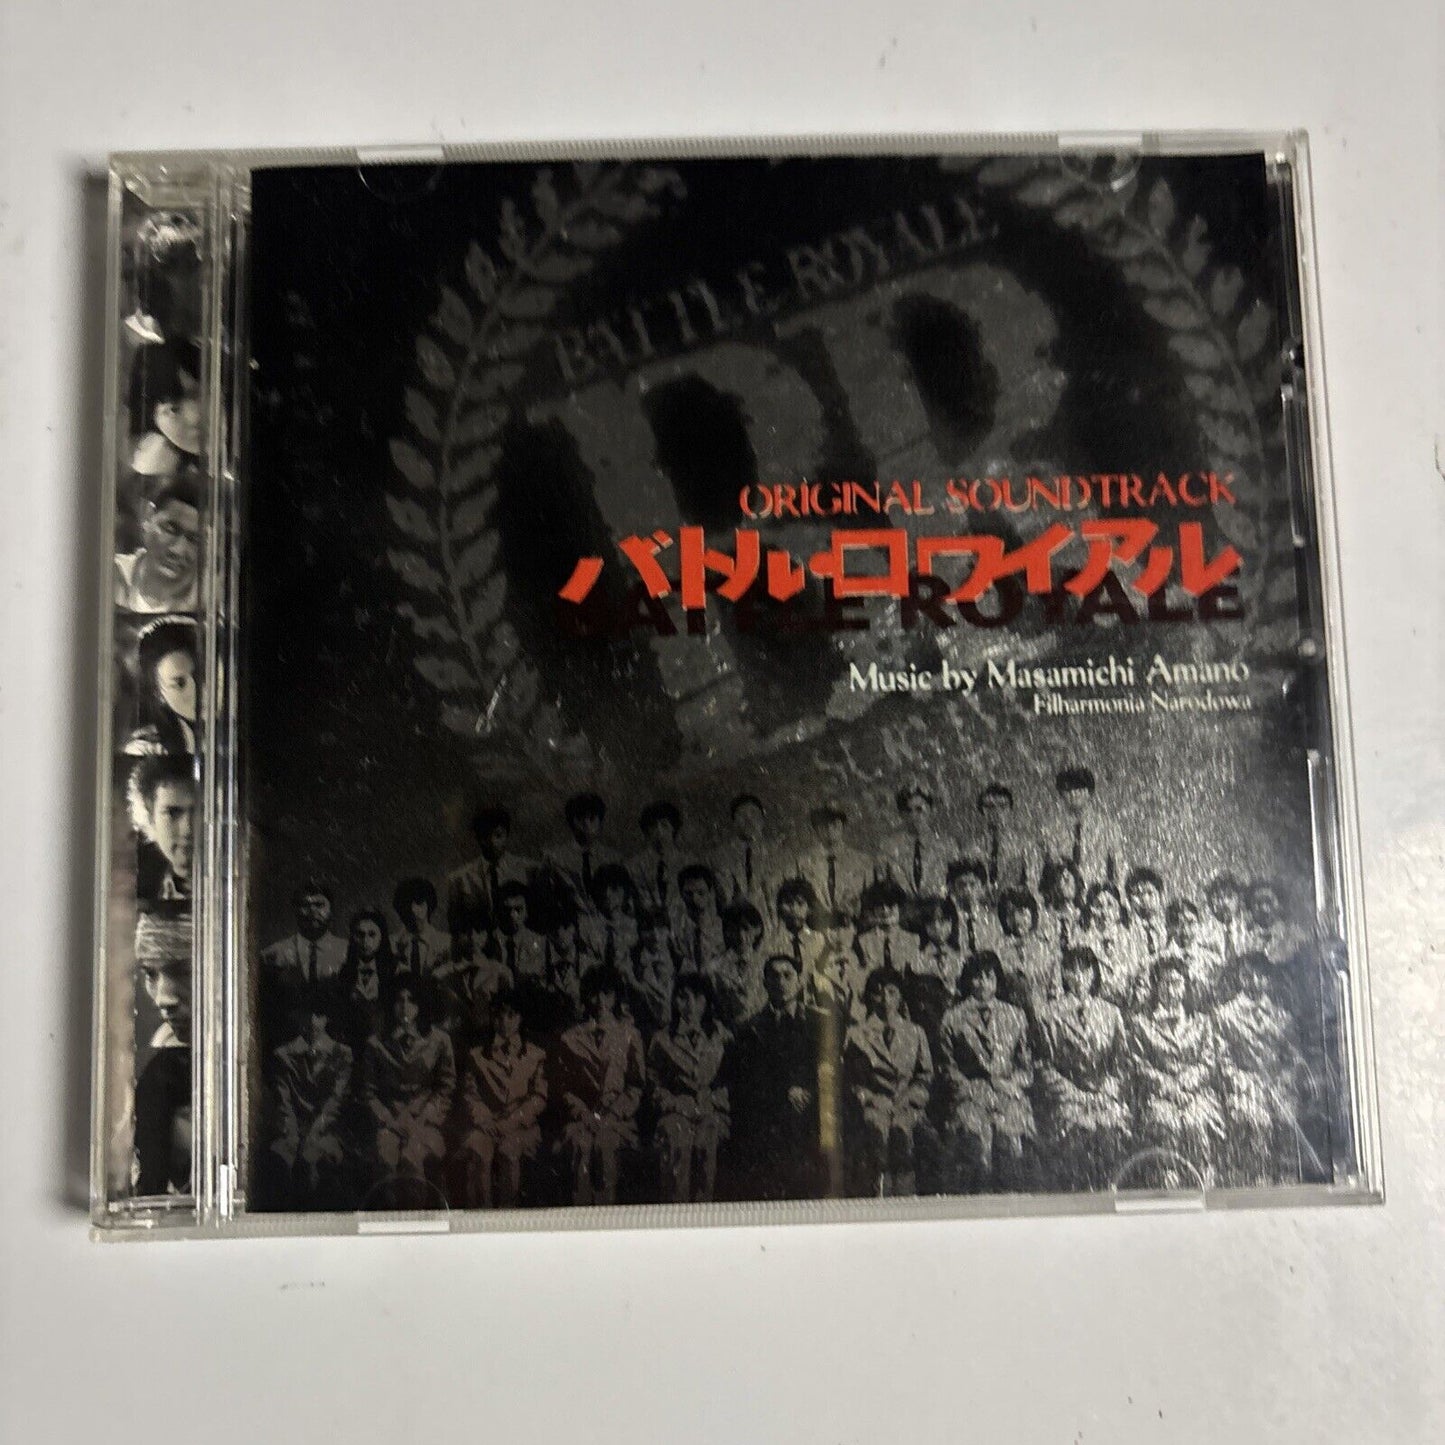 BATTLE ROYALE
BR
ORIGINAL SOUNDTRACK
バトル・ロワイアル
BATTLE ROYALE
Music by Masamichi Amano
Filharmonia Narodowa